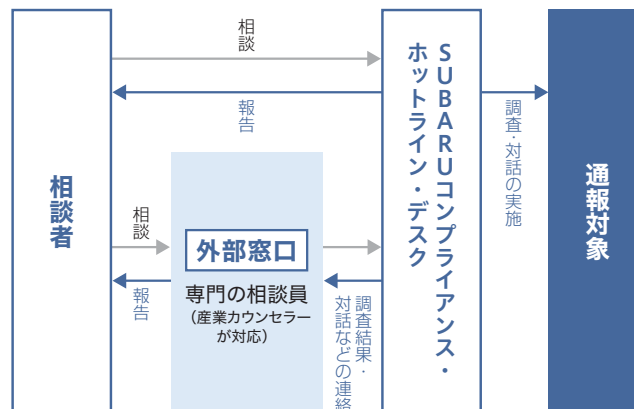 相談
報告
相談者
相談
報告
外部窓口
専門の相談員
（産業カウンセラー
が対応）
調査結果・
対話などの連絡
SUBARUコンプライアンス・
ホットライン・デスク
調査・対話の実施
通報対象